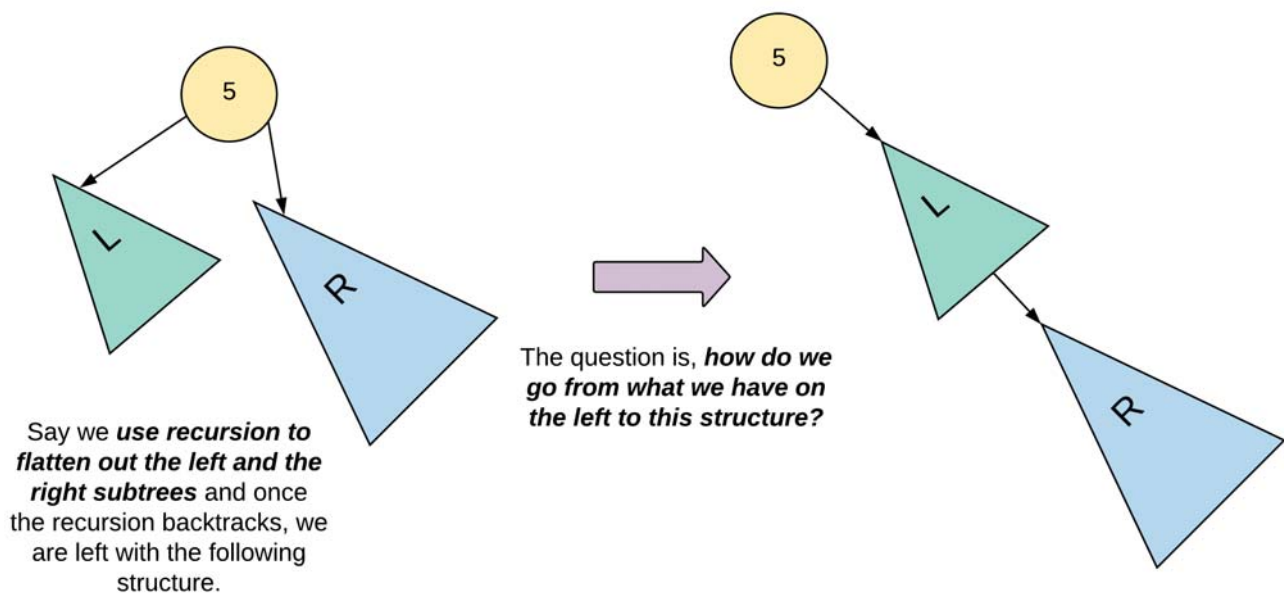 5
L
R
Say we use recursion to
flatten out the left and the
right subtrees and once
the recursion backtracks, we
are left with the following
structure.
The question is, how do we
go from what we have on
the left to this structure?
5
L
R